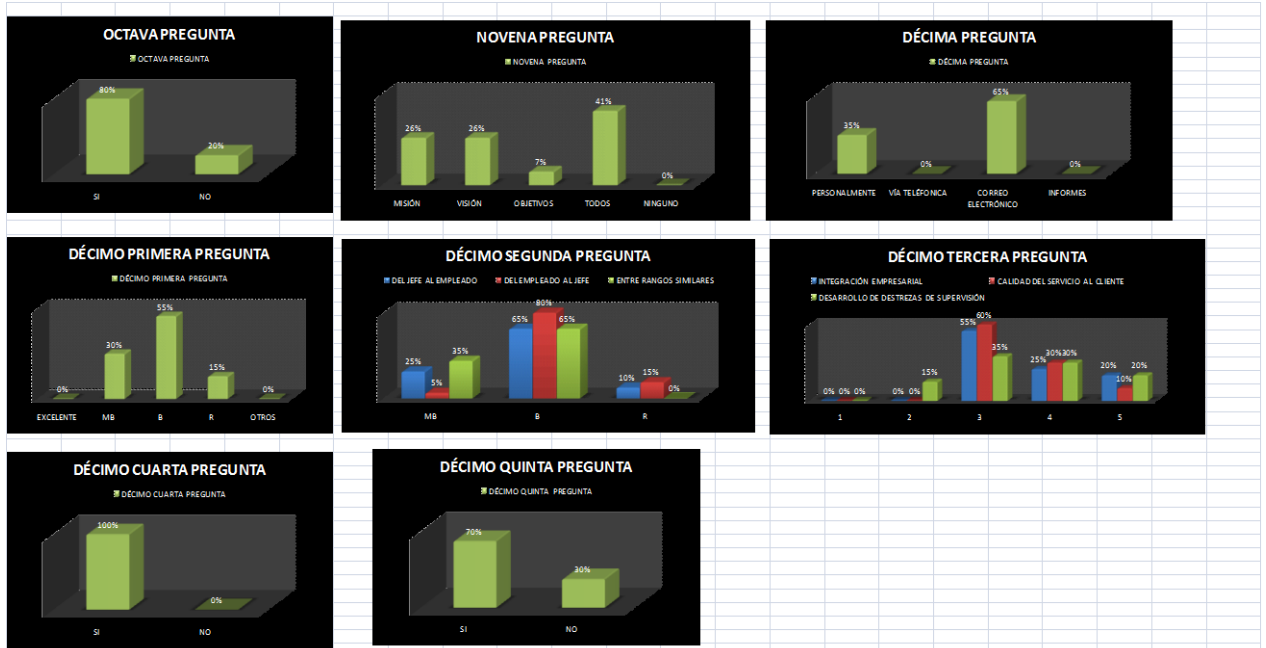 OCTAVA PREGUNTA
OCTAVA PREGUNTA
80%
20%
SI NO
NOVENA PREGUNTA
NOVENA PREGUNTA
26% 26% 7% 41% 0%
MISIÓN VISIÓN OBJETIVOS TODOS NINGUNO
DÉCIMA PREGUNTA
DÉCIMA PREGUNTA
35% 0% 65% 0%
PERSONALMENTE VÍA TELÉFONICA CORREO ELECTRÓNICO INFORMES
DÉCIMO PRIMERA PREGUNTA
DÉCIMO PRIMERA PREGUNTA
0% 30% 55% 15% 0%
EXCELENTE MB B R OTROS
DÉCIMO SEGUNDA PREGUNTA
DEL JEFE AL EMPLEADO DEL EMPLEADO AL JEFE ENTRE RANGOS SIMILARES
25% 5% 35% 65% 80% 65% 10% 15% 0%
MB B R
DÉCIMO TERCERA PREGUNTA
INTEGRACIÓN EMPRESARIAL CALIDAD DEL SERVICIO AL CLIENTE
DESARROLLO DE DESTREZAS DE SUPERVISIÓN
0% 0% 0% 0% 0% 15% 55% 60% 35% 25% 30% 30% 20% 10% 20%
1 2 3 4 5
DÉCIMO CUARTA PREGUNTA
DÉCIMO CUARTA PREGUNTA
100% 0%
SI NO
DÉCIMO QUINTA PREGUNTA
DÉCIMO QUINTA PREGUNTA
70% 30%
SI NO